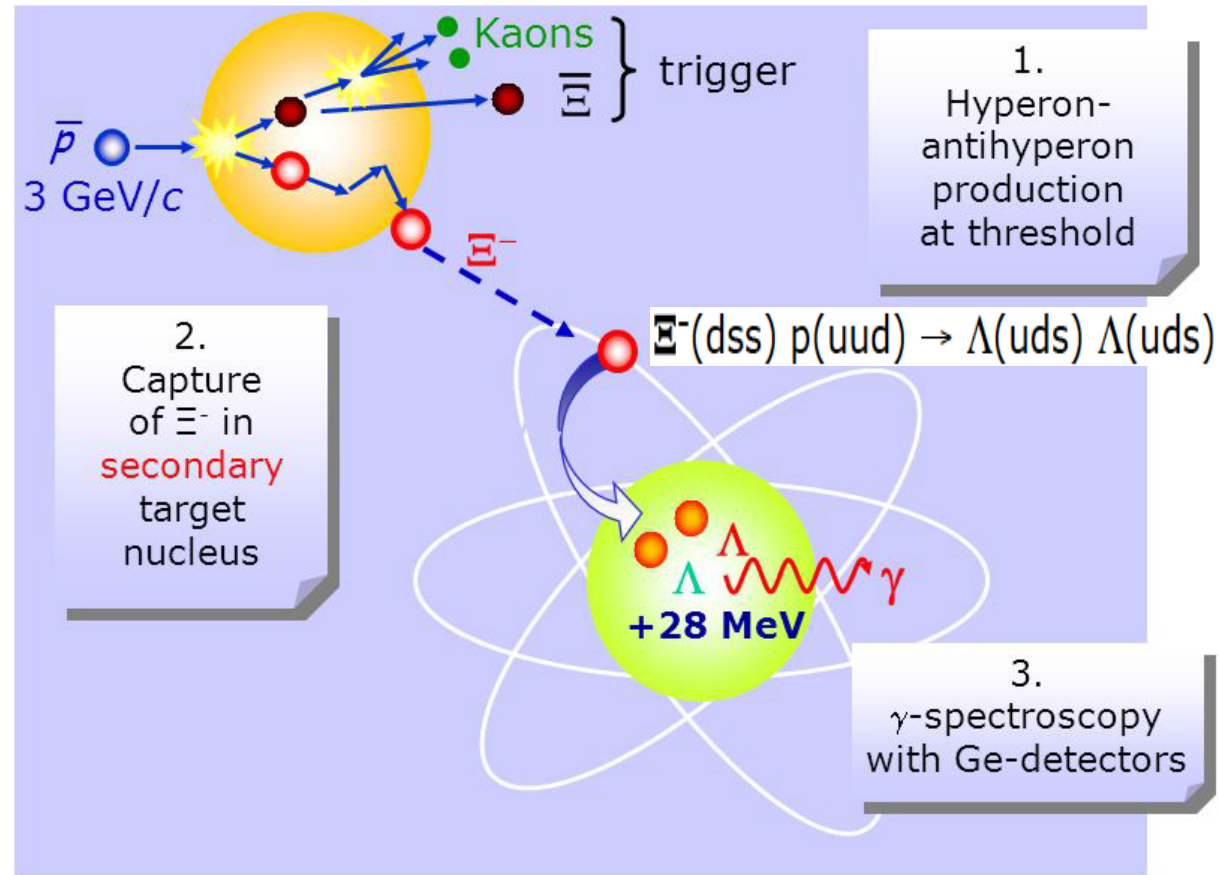 Kaons
Ξ̅
trigger
p̅
3 GeV/c
1.
Hyperon-
antihyperon
production
at threshold
Ξ⁻
Ξ⁻(dss) p(uud) → Λ(uds) Λ(uds)
2.
Capture
of Ξ⁻ in
secondary
target
nucleus
Λ
Λ
γ
+28 MeV
3.
γ-spectroscopy
with Ge-detectors